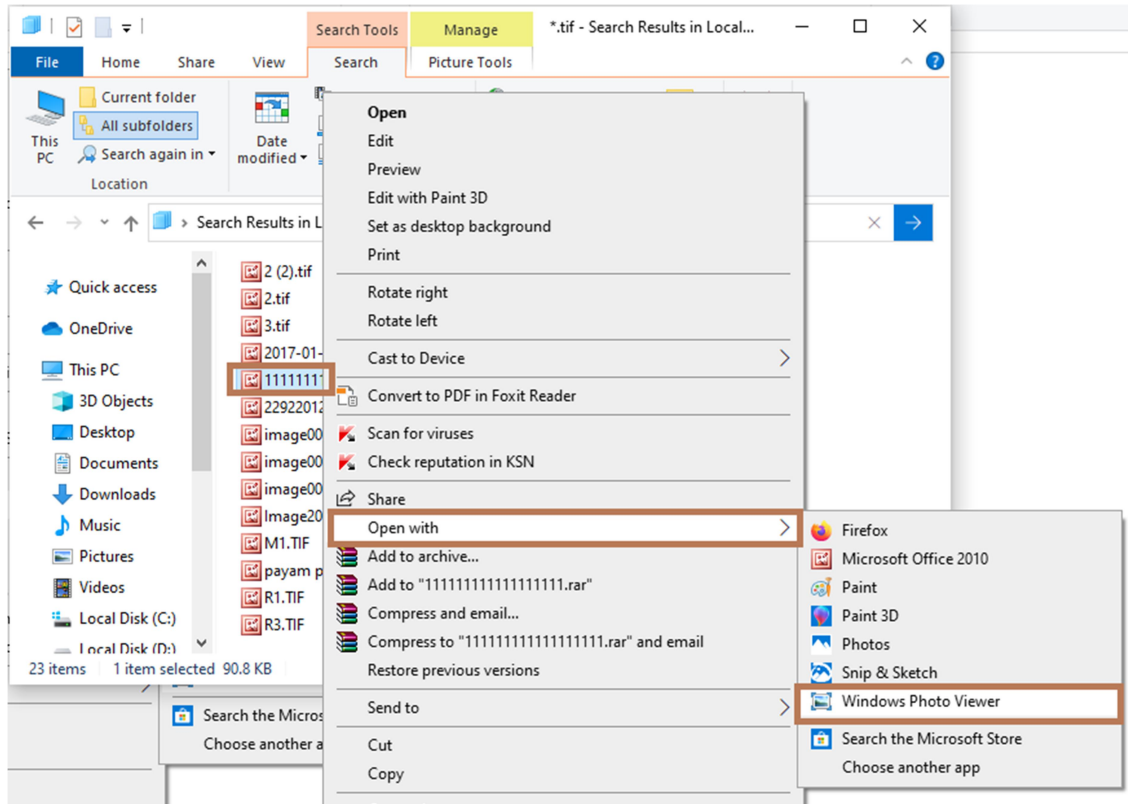 Search Tools
Manage
*.tif - Search Results in Local...
File
Home
Share
View
Search
Picture Tools
This PC
Current folder
All subfolders
Search again in
Location
Date modified
Search Results in L
Quick access
OneDrive
This PC
3D Objects
Desktop
Documents
Downloads
Music
Pictures
Videos
Local Disk (C:)
Local Disk (D:)
2 (2).tif
2.tif
3.tif
2017-01-
11111111
22922012
image00
image00
image00
Image20
M1.TIF
payam p
R1.TIF
R3.TIF
23 items
1 item selected 90.8 KB
Search the Micros
Choose another a
Open
Edit
Preview
Edit with Paint 3D
Set as desktop background
Print
Rotate right
Rotate left
Cast to Device
Convert to PDF in Foxit Reader
Scan for viruses
Check reputation in KSN
Share
Open with
Add to archive...
Add to "111111111111111111.rar"
Compress and email...
Compress to "111111111111111111.rar" and email
Restore previous versions
Send to
Cut
Copy
Firefox
Microsoft Office 2010
Paint
Paint 3D
Photos
Snip & Sketch
Windows Photo Viewer
Search the Microsoft Store
Choose another app